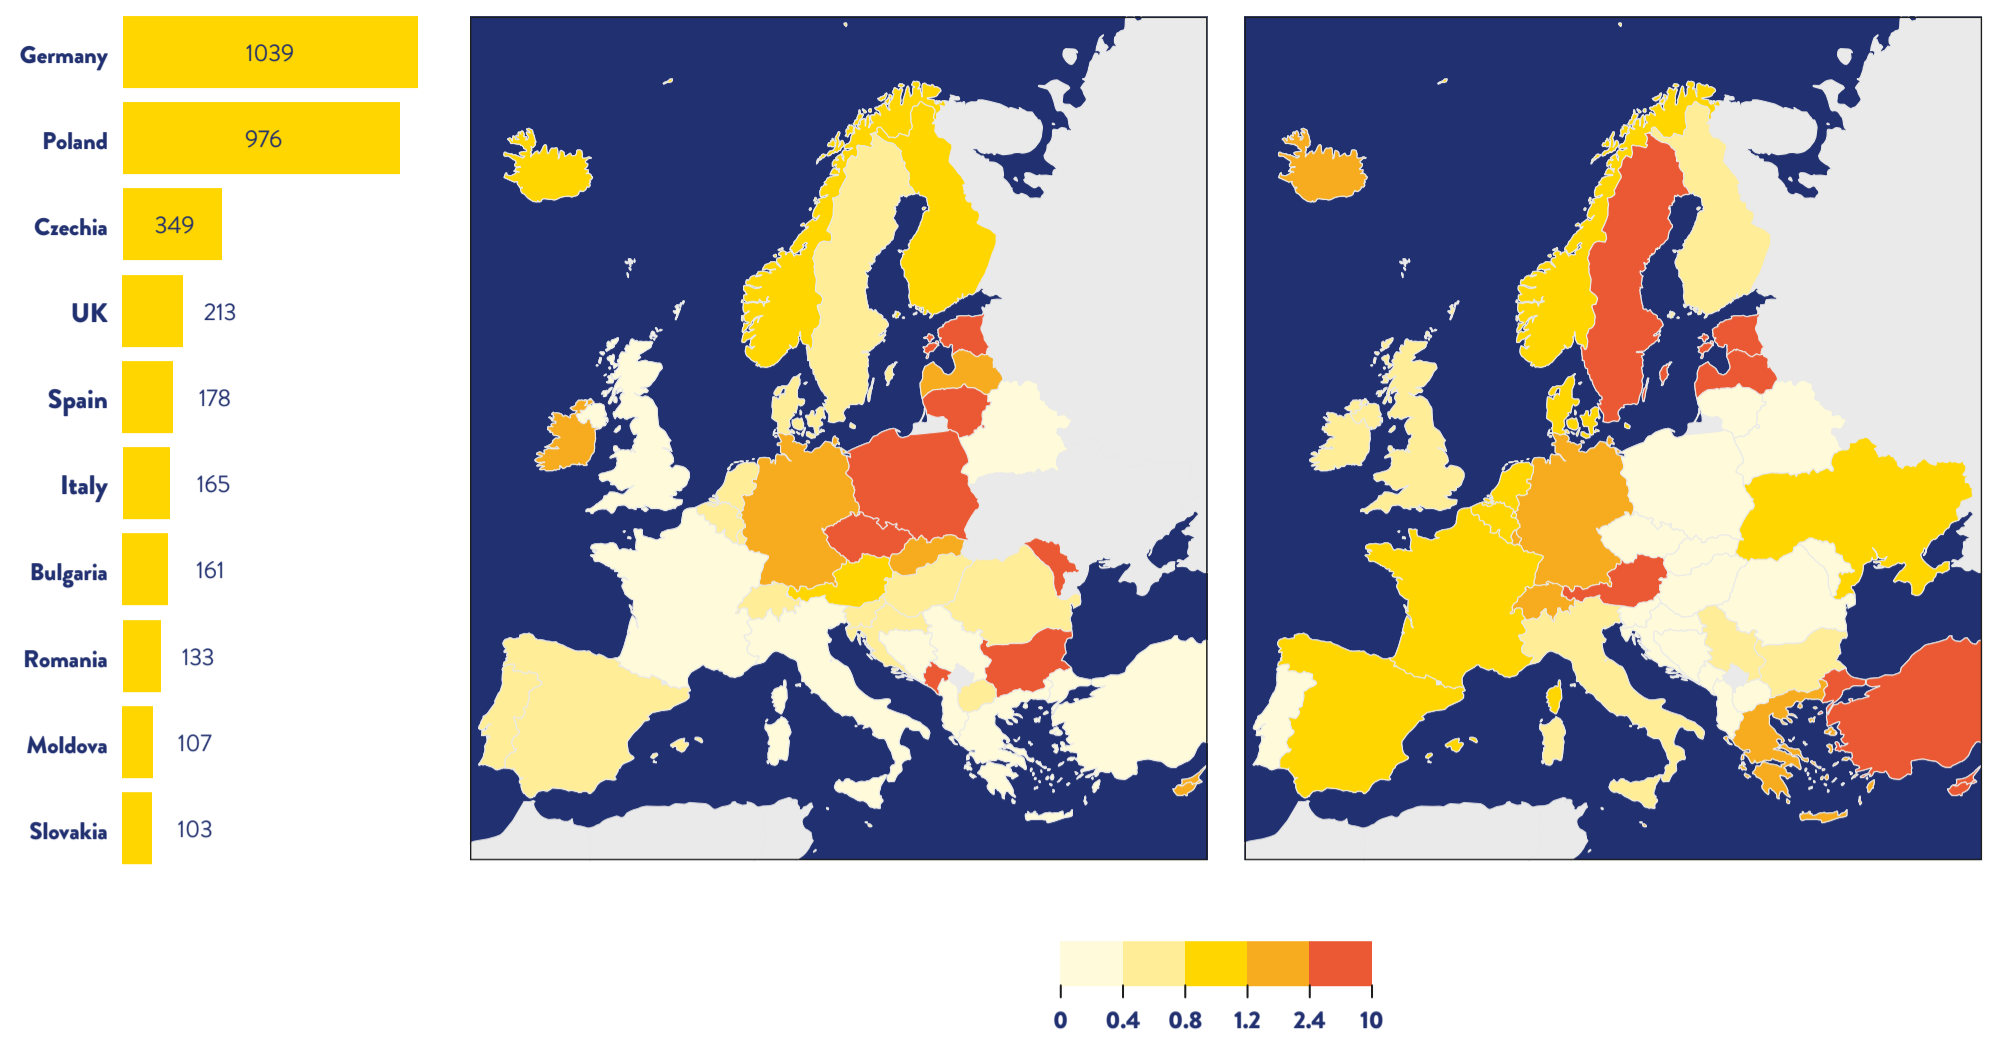 Germany 1039
Poland 976
Czechia 349
UK 213
Spain 178
Italy 165
Bulgaria 161
Romania 133
Moldova 107
Slovakia 103
0 0.4 0.8 1.2 2.4 10